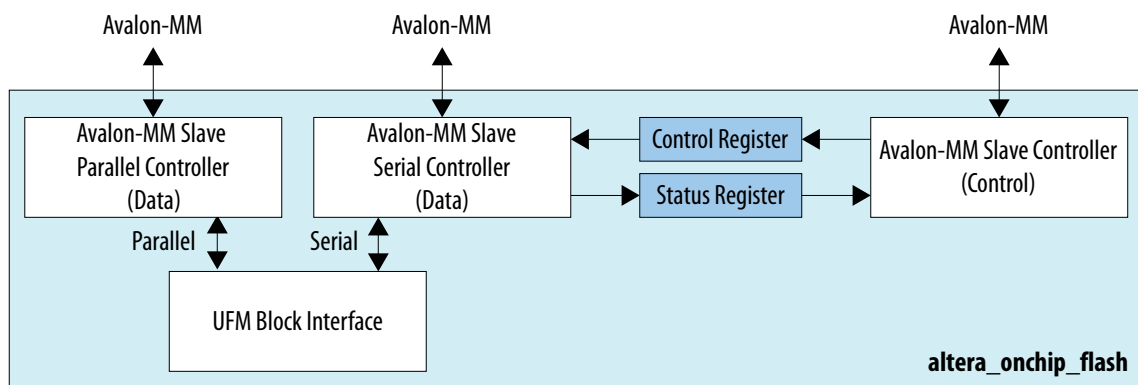 Avalon-MM
Avalon-MM
Avalon-MM
Avalon-MM Slave
Parallel Controller
(Data)
Avalon-MM Slave
Serial Controller
(Data)
Control Register
Status Register
Avalon-MM Slave Controller
(Control)
Parallel
Serial
UFM Block Interface
altera_onchip_flash